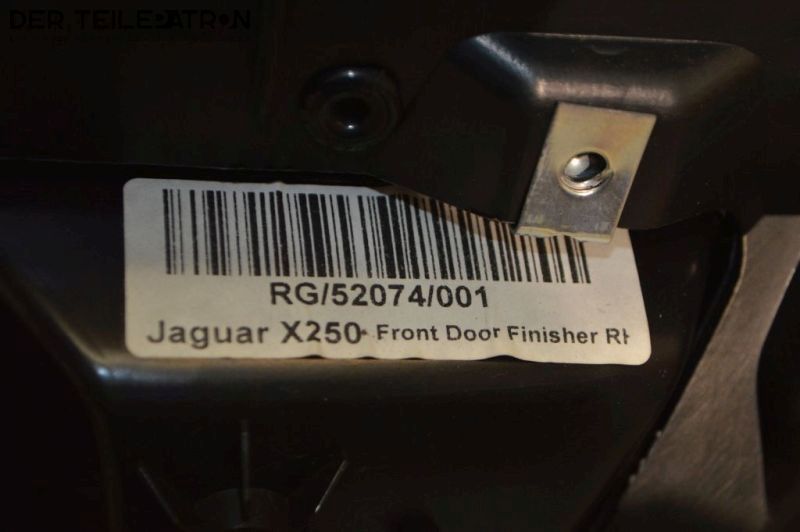 DER TEILEPATRON
RG/52074/001
Jaguar X250- Front Door Finisher RH